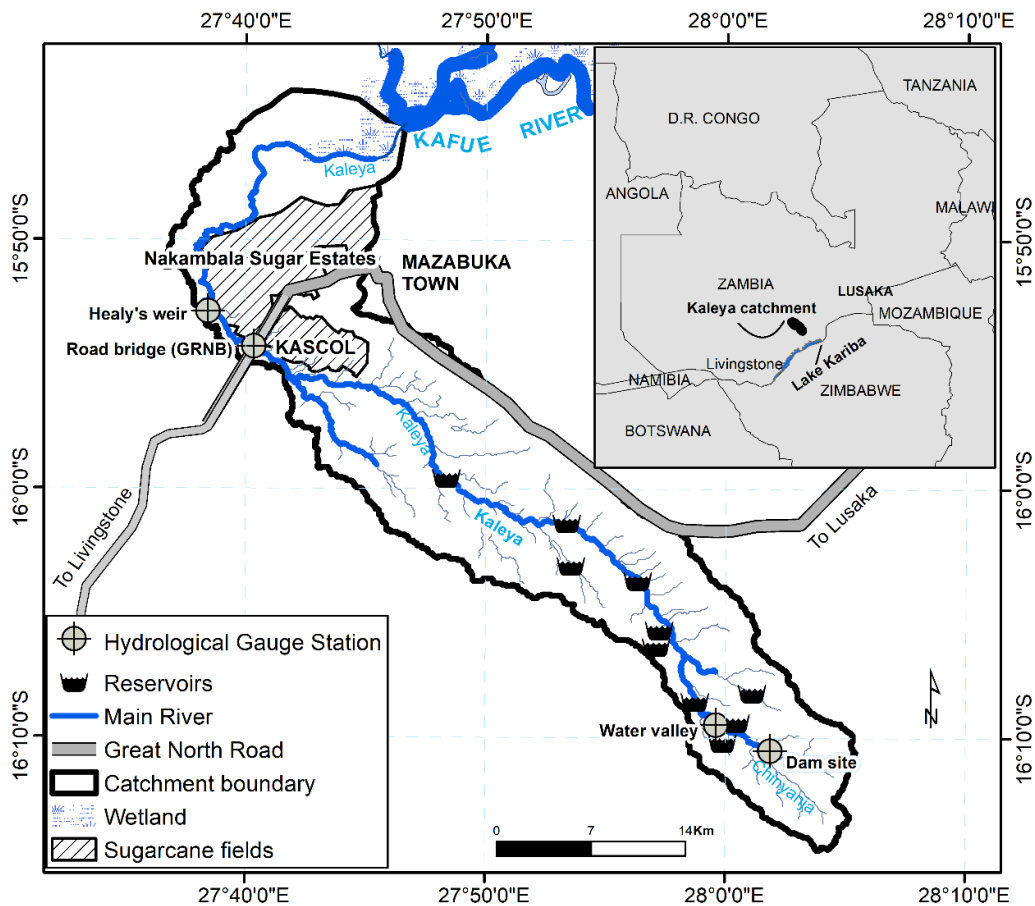 27°40'0"E
27°50'0"E
28°0'0"E
28°10'0"E
15°50'0"S
16°0'0"S
16°10'0"S
15°50'0"S
16°0'0"S
16°10'0"S
KAFUE RIVER
Kaleya
Nakambala Sugar Estates
MAZABUKA
TOWN
Healy's weir
Road bridge (GRNB)
KASCOL
Kaleya
Kaleya
To Livingstone
To Lusaka
Water valley
Dam site
Chinyanja
TANZANIA
D.R. CONGO
ANGOLA
MALAWI
ZAMBIA
LUSAKA
Kaleya catchment
MOZAMBIQUE
Livingstone
Lake Kariba
NAMIBIA
ZIMBABWE
BOTSWANA
Hydrological Gauge Station
Reservoirs
Main River
Great North Road
Catchment boundary
Wetland
Sugarcane fields
N
0 7 14Km
27°40'0"E
27°50'0"E
28°0'0"E
28°10'0"E